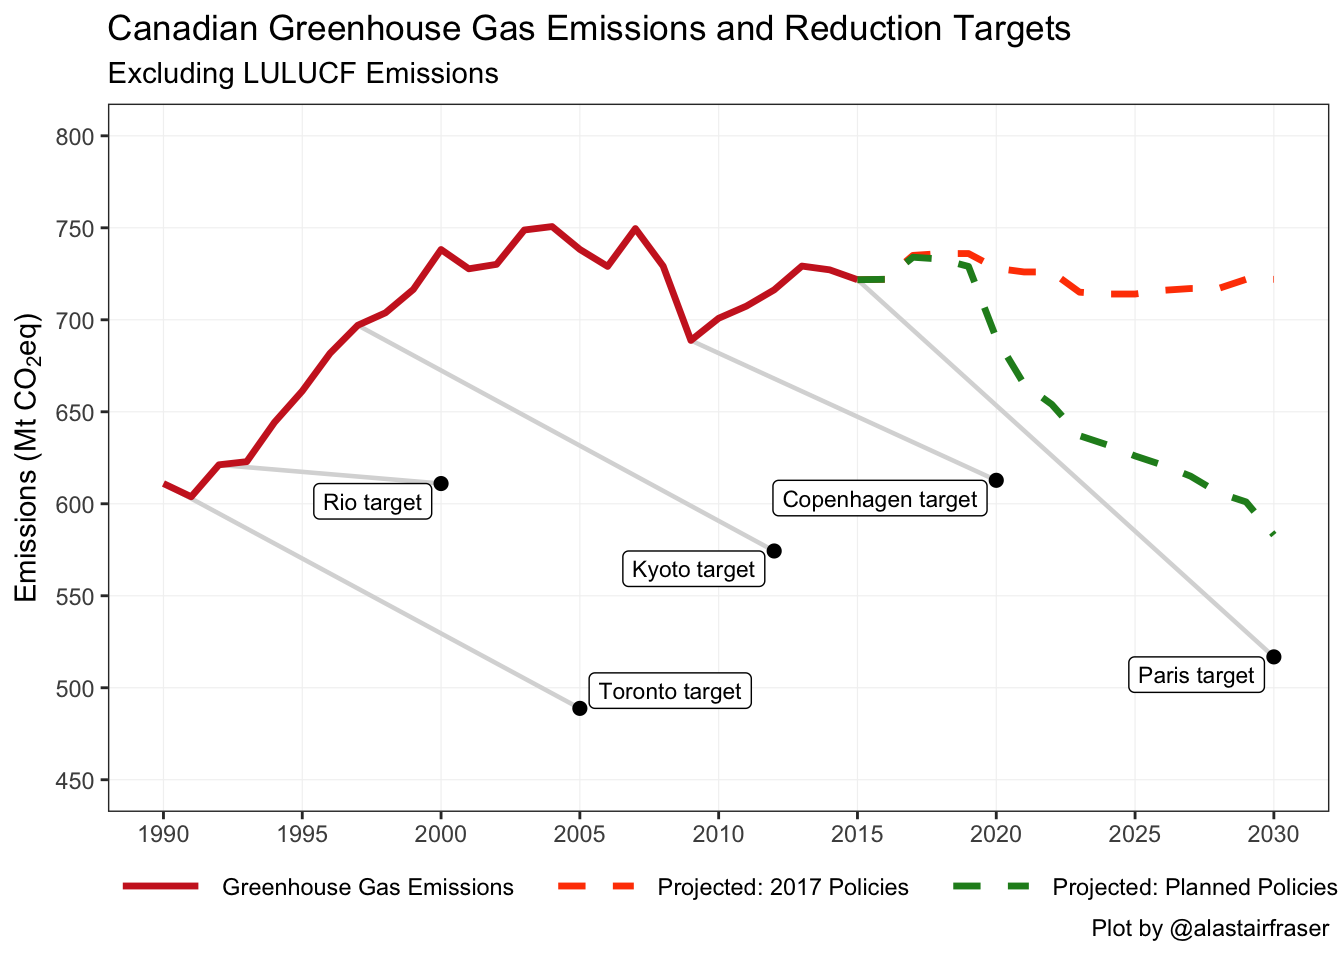 Canadian Greenhouse Gas Emissions and Reduction Targets
Excluding LULUCF Emissions
Emissions (Mt CO₂eq)
800
750
700
650
600
550
500
450
Rio target
Copenhagen target
Kyoto target
Paris target
Toronto target
1990 1995 2000 2005 2010 2015 2020 2025 2030
Greenhouse Gas Emissions Projected: 2017 Policies Projected: Planned Policies
Plot by @alastairfraser